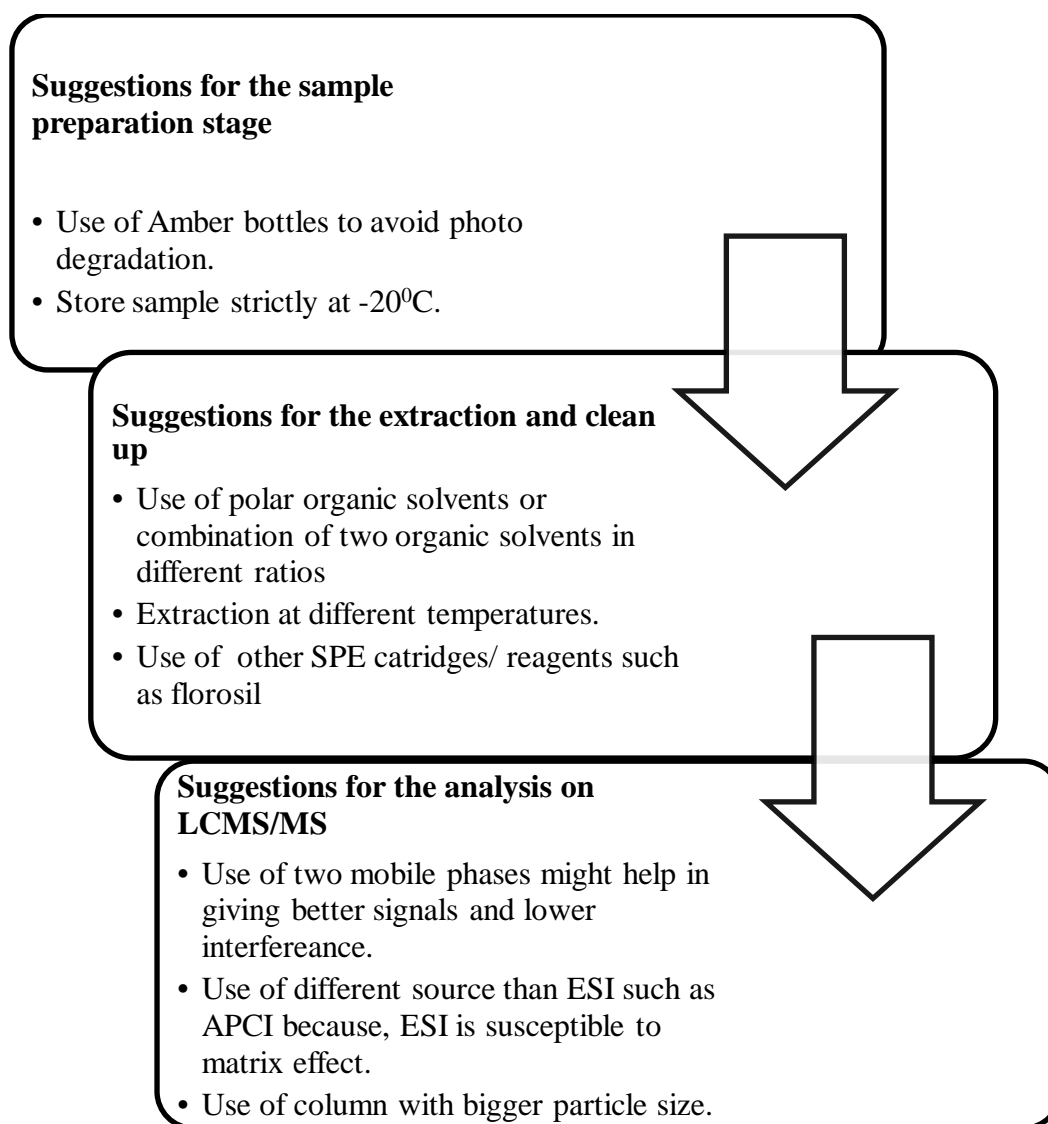 Suggestions for the sample
preparation stage
• Use of Amber bottles to avoid photo
degradation.
• Store sample strictly at -20⁰C.
Suggestions for the extraction and clean
up
• Use of polar organic solvents or
combination of two organic solvents in
different ratios
• Extraction at different temperatures.
• Use of other SPE catridges/ reagents such
as florosil
Suggestions for the analysis on
LCMS/MS
• Use of two mobile phases might help in
giving better signals and lower
interfereance.
• Use of different source than ESI such as
APCI because, ESI is susceptible to
matrix effect.
• Use of column with bigger particle size.